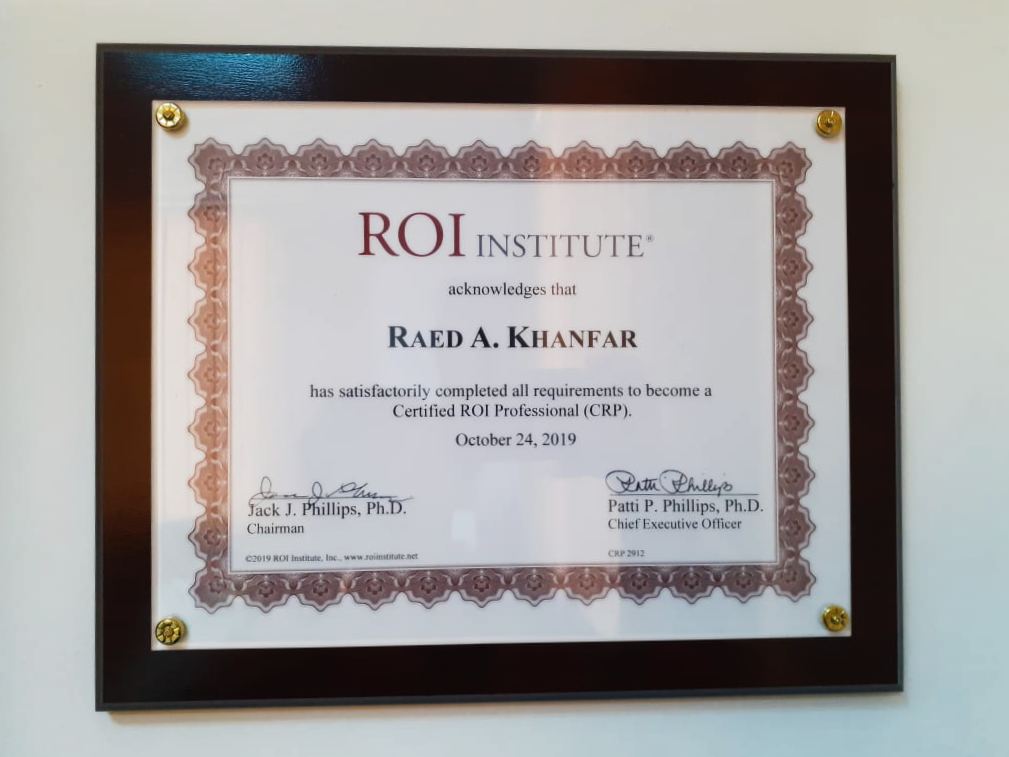 ROI INSTITUTE®
acknowledges that
RAED A. KHANFAR
has satisfactorily completed all requirements to become a
Certified ROI Professional (CRP).
October 24, 2019
Jack J. Phillips, Ph.D.
Chairman
Patti Phillips
Patti P. Phillips, Ph.D.
Chief Executive Officer
©2019 ROI Institute, Inc., www.roiinstitute.net
CRP 2912